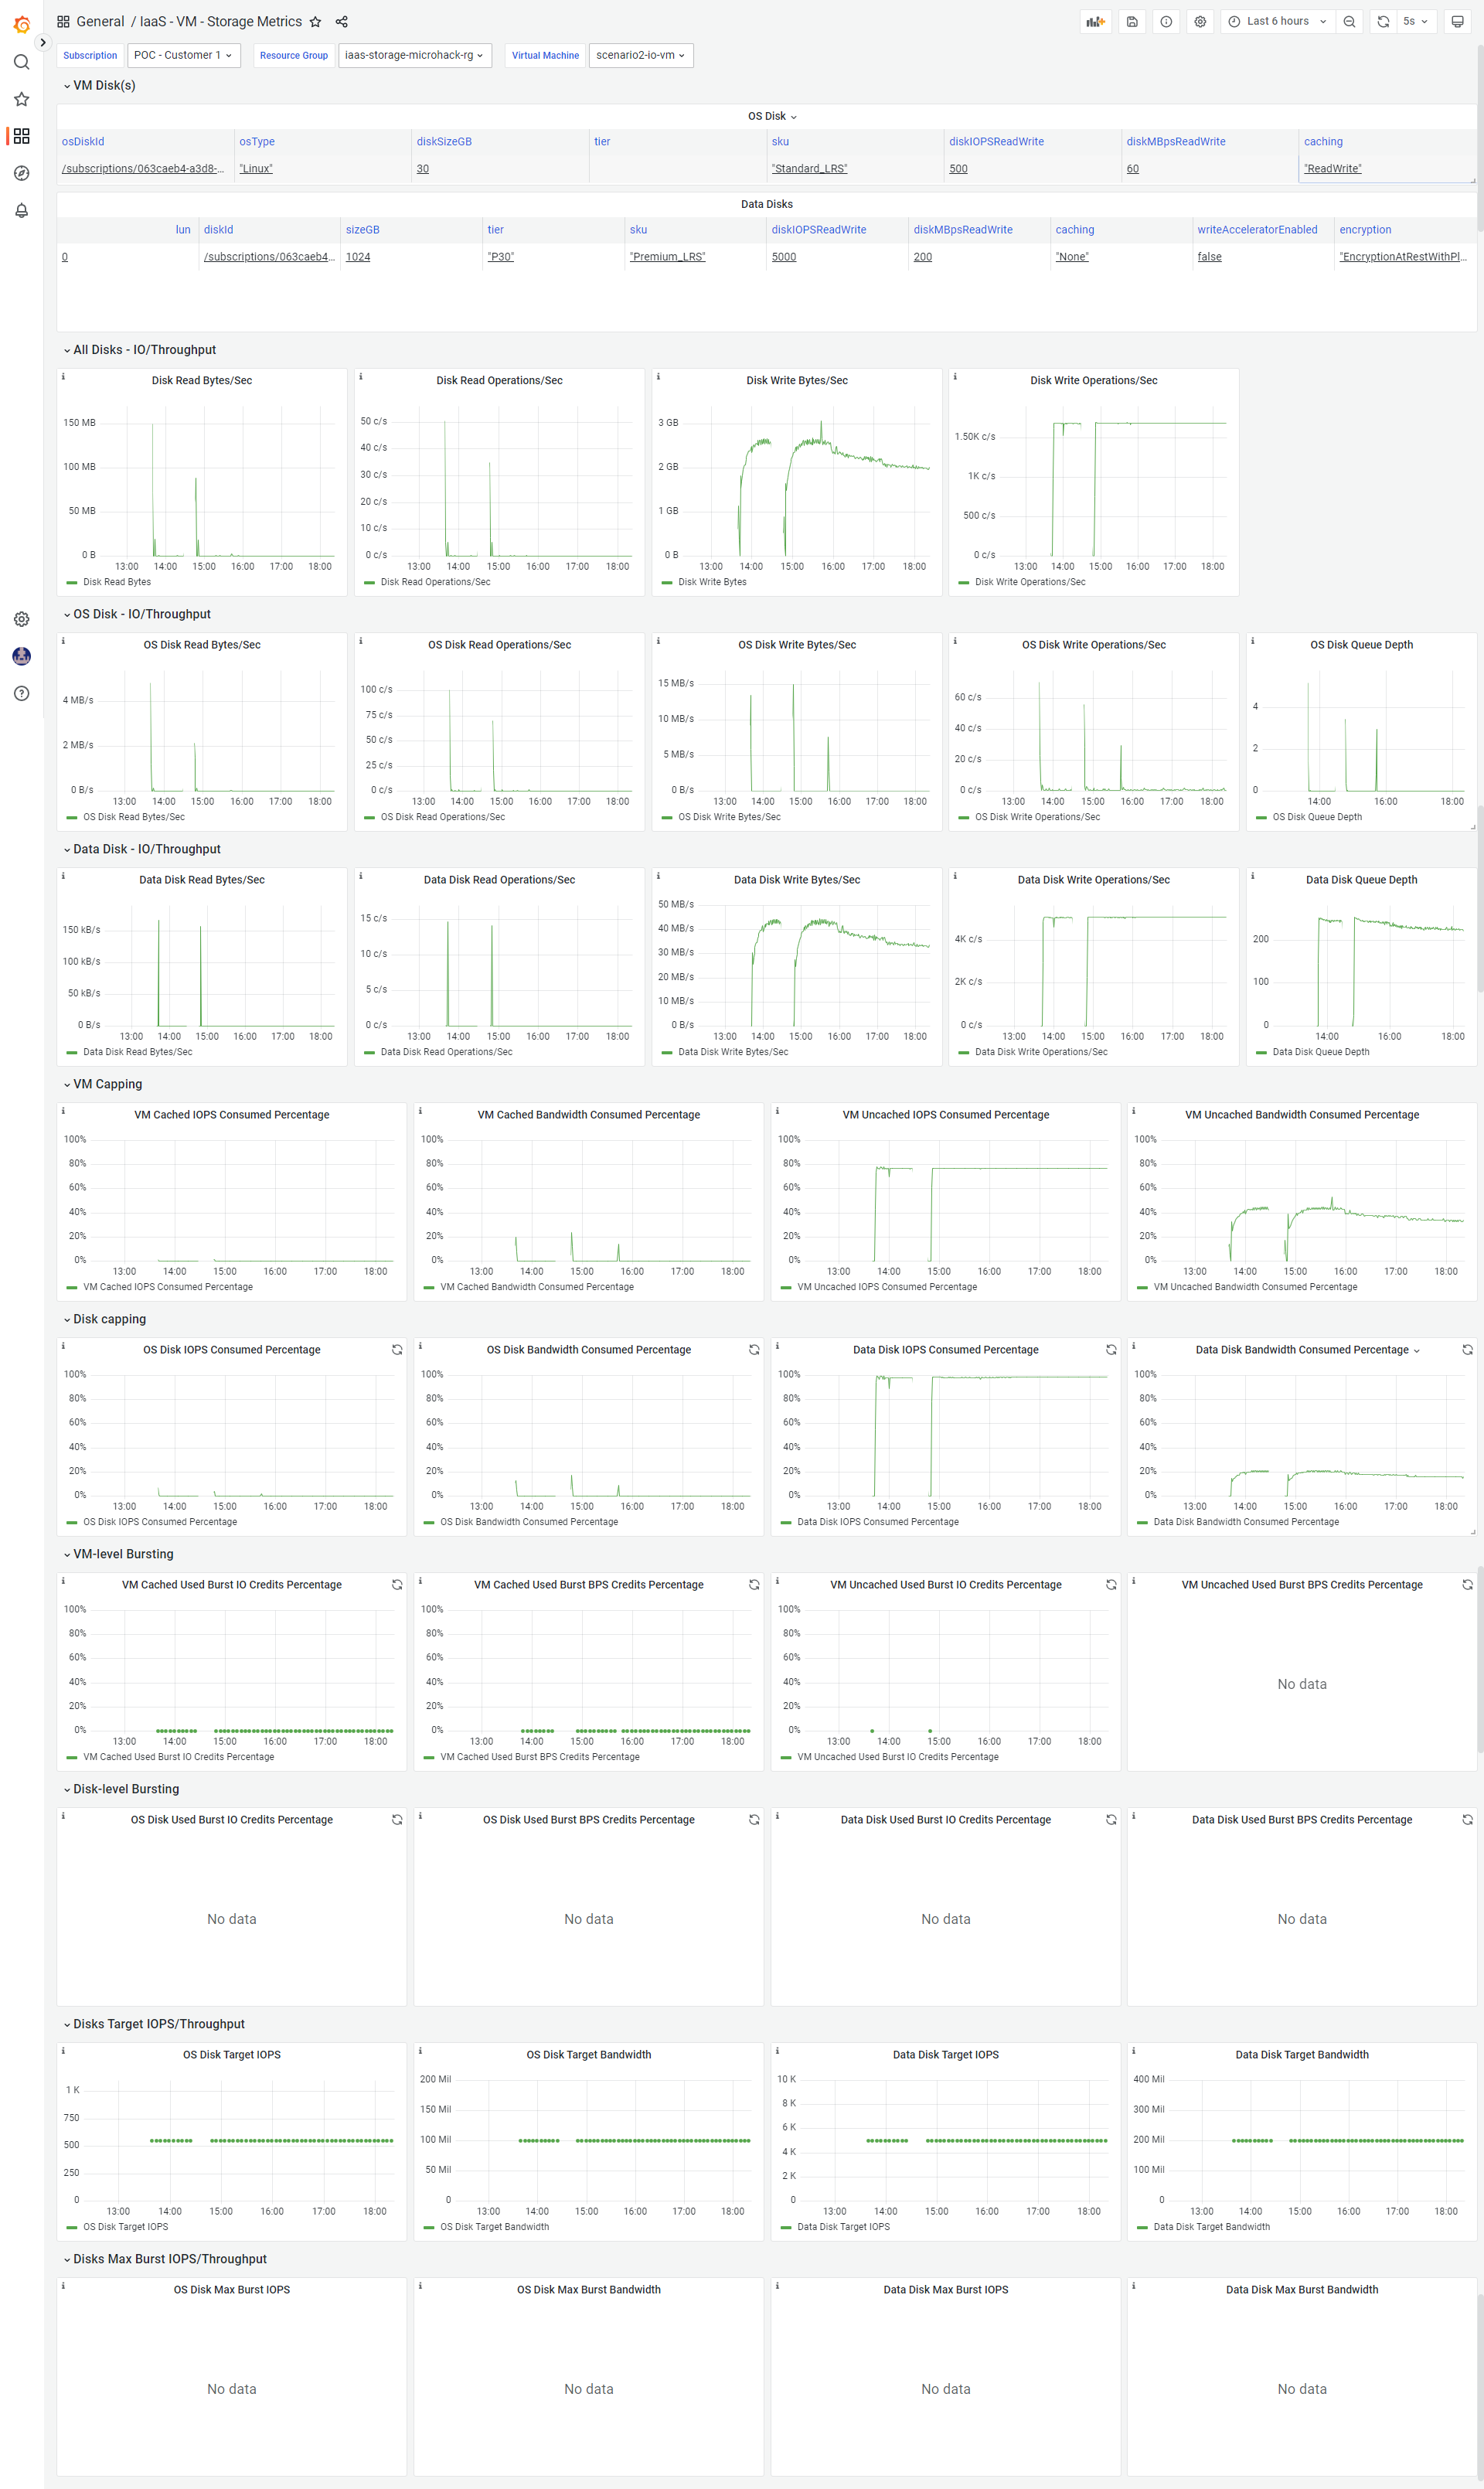 General / IaaS - VM - Storage Metrics
Last 6 hours 5s
Subscription POC - Customer 1 Resource Group iaas-storage-microhack-rg Virtual Machine scenario2-io-vm
VM Disk(s)
OS Disk
osDiskId osType diskSizeGB tier sku diskIOPSReadWrite diskMBpsReadWrite caching
/subscriptions/063caeb4-a3d8-... "Linux" 30 "Standard_LRS" 500 60 "ReadWrite"
Data Disks
lun diskId sizeGB tier sku diskIOPSReadWrite diskMBpsReadWrite caching writeAcceleratorEnabled encryption
0 /subscriptions/063caeb4... 1024 "P30" "Premium_LRS" 5000 200 "None" false "EncryptionAtRestWithPl...
All Disks - IO/Throughput
Disk Read Bytes/Sec
150 MB
100 MB
50 MB
0 B
13:00 14:00 15:00 16:00 17:00 18:00
Disk Read Bytes
Disk Read Operations/Sec
50 c/s
40 c/s
30 c/s
20 c/s
10 c/s
0 c/s
13:00 14:00 15:00 16:00 17:00 18:00
Disk Read Operations/Sec
Disk Write Bytes/Sec
3 GB
2 GB
1 GB
0 B
13:00 14:00 15:00 16:00 17:00 18:00
Disk Write Bytes
Disk Write Operations/Sec
1.50K c/s
1K c/s
500 c/s
0 c/s
13:00 14:00 15:00 16:00 17:00 18:00
Disk Write Operations/Sec
OS Disk - IO/Throughput
OS Disk Read Bytes/Sec
4 MB/s
2 MB/s
0 B/s
13:00 14:00 15:00 16:00 17:00 18:00
OS Disk Read Bytes/Sec
OS Disk Read Operations/Sec
100 c/s
75 c/s
50 c/s
25 c/s
0 c/s
13:00 14:00 15:00 16:00 17:00 18:00
OS Disk Read Operations/Sec
OS Disk Write Bytes/Sec
15 MB/s
10 MB/s
5 MB/s
0 B/s
13:00 14:00 15:00 16:00 17:00 18:00
OS Disk Write Bytes/Sec
OS Disk Write Operations/Sec
60 c/s
40 c/s
20 c/s
0 c/s
13:00 14:00 15:00 16:00 17:00 18:00
OS Disk Write Operations/Sec
OS Disk Queue Depth
4
2
0
14:00 16:00 18:00
OS Disk Queue Depth
Data Disk - IO/Throughput
Data Disk Read Bytes/Sec
150 kB/s
100 kB/s
50 kB/s
0 B/s
13:00 14:00 15:00 16:00 17:00 18:00
Data Disk Read Bytes/Sec
Data Disk Read Operations/Sec
15 c/s
10 c/s
5 c/s
0 c/s
13:00 14:00 15:00 16:00 17:00 18:00
Data Disk Read Operations/Sec
Data Disk Write Bytes/Sec
50 MB/s
40 MB/s
30 MB/s
20 MB/s
10 MB/s
0 B/s
13:00 14:00 15:00 16:00 17:00 18:00
Data Disk Write Bytes/Sec
Data Disk Write Operations/Sec
4K c/s
2K c/s
0 c/s
13:00 14:00 15:00 16:00 17:00 18:00
Data Disk Write Operations/Sec
Data Disk Queue Depth
200
100
0
14:00 16:00 18:00
Data Disk Queue Depth
VM Capping
VM Cached IOPS Consumed Percentage
100%
80%
60%
40%
20%
0%
13:00 14:00 15:00 16:00 17:00 18:00
VM Cached IOPS Consumed Percentage
VM Cached Bandwidth Consumed Percentage
100%
80%
60%
40%
20%
0%
13:00 14:00 15:00 16:00 17:00 18:00
VM Cached Bandwidth Consumed Percentage
VM Uncached IOPS Consumed Percentage
100%
80%
60%
40%
20%
0%
13:00 14:00 15:00 16:00 17:00 18:00
VM Uncached IOPS Consumed Percentage
VM Uncached Bandwidth Consumed Percentage
100%
80%
60%
40%
20%
0%
13:00 14:00 15:00 16:00 17:00 18:00
VM Uncached Bandwidth Consumed Percentage
Disk capping
OS Disk IOPS Consumed Percentage
100%
80%
60%
40%
20%
0%
13:00 14:00 15:00 16:00 17:00 18:00
OS Disk IOPS Consumed Percentage
OS Disk Bandwidth Consumed Percentage
100%
80%
60%
40%
20%
0%
13:00 14:00 15:00 16:00 17:00 18:00
OS Disk Bandwidth Consumed Percentage
Data Disk IOPS Consumed Percentage
100%
80%
60%
40%
20%
0%
13:00 14:00 15:00 16:00 17:00 18:00
Data Disk IOPS Consumed Percentage
Data Disk Bandwidth Consumed Percentage
100%
80%
60%
40%
20%
0%
13:00 14:00 15:00 16:00 17:00 18:00
Data Disk Bandwidth Consumed Percentage
VM-level Bursting
VM Cached Used Burst IO Credits Percentage
100%
80%
60%
40%
20%
0%
13:00 14:00 15:00 16:00 17:00 18:00
VM Cached Used Burst IO Credits Percentage
VM Cached Used Burst BPS Credits Percentage
100%
80%
60%
40%
20%
0%
13:00 14:00 15:00 16:00 17:00 18:00
VM Cached Used Burst BPS Credits Percentage
VM Uncached Used Burst IO Credits Percentage
100%
80%
60%
40%
20%
0%
13:00 14:00 15:00 16:00 17:00 18:00
VM Uncached Used Burst IO Credits Percentage
VM Uncached Used Burst BPS Credits Percentage
No data
Disk-level Bursting
OS Disk Used Burst IO Credits Percentage
No data
OS Disk Used Burst BPS Credits Percentage
No data
Data Disk Used Burst IO Credits Percentage
No data
Data Disk Used Burst BPS Credits Percentage
No data
Disks Target IOPS/Throughput
OS Disk Target IOPS
1 K
750
500
250
0
13:00 14:00 15:00 16:00 17:00 18:00
OS Disk Target IOPS
OS Disk Target Bandwidth
200 Mil
150 Mil
100 Mil
50 Mil
0
13:00 14:00 15:00 16:00 17:00 18:00
OS Disk Target Bandwidth
Data Disk Target IOPS
10 K
8 K
6 K
4 K
2 K
0
13:00 14:00 15:00 16:00 17:00 18:00
Data Disk Target IOPS
Data Disk Target Bandwidth
400 Mil
300 Mil
200 Mil
100 Mil
0
13:00 14:00 15:00 16:00 17:00 18:00
Data Disk Target Bandwidth
Disks Max Burst IOPS/Throughput
OS Disk Max Burst IOPS
No data
OS Disk Max Burst Bandwidth
No data
Data Disk Max Burst IOPS
No data
Data Disk Max Burst Bandwidth
No data